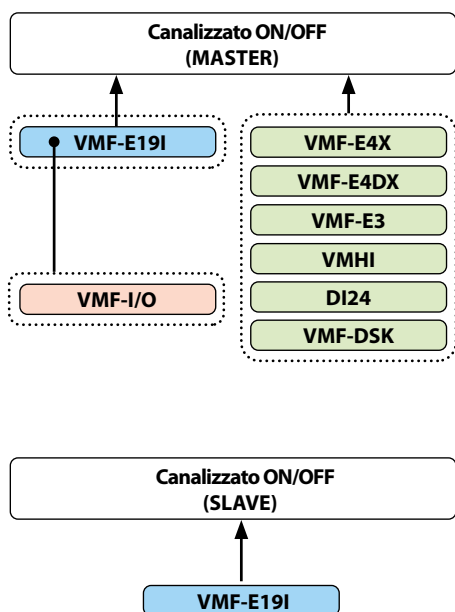 Canalizzato ON/OFF
(MASTER)
VMF-E19I
VMF-I/O
VMF-E4X
VMF-E4DX
VMF-E3
VMHI
DI24
VMF-DSK
Canalizzato ON/OFF
(SLAVE)
VMF-E19I